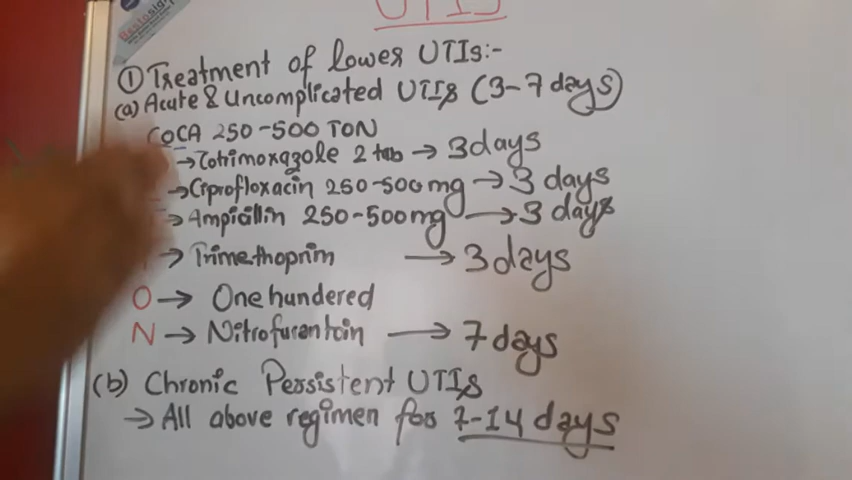 UTIS
① Treatment of lower UTIs:-
(a) Acute & Uncomplicated UTIs (3-7 days)
COCA 250-500 TON
→ Cotrimoxazole 2 tab → 3 days
→ Ciprofloxacin 250-500 mg → 3 days
→ Ampicillin 250-500 mg → 3 days
→ Trimethoprim → 3 days
O → One hundered
N → Nitrofurantoin → 7 days
(b) Chronic Persistent UTIs
→ All above regimen for 7-14 days